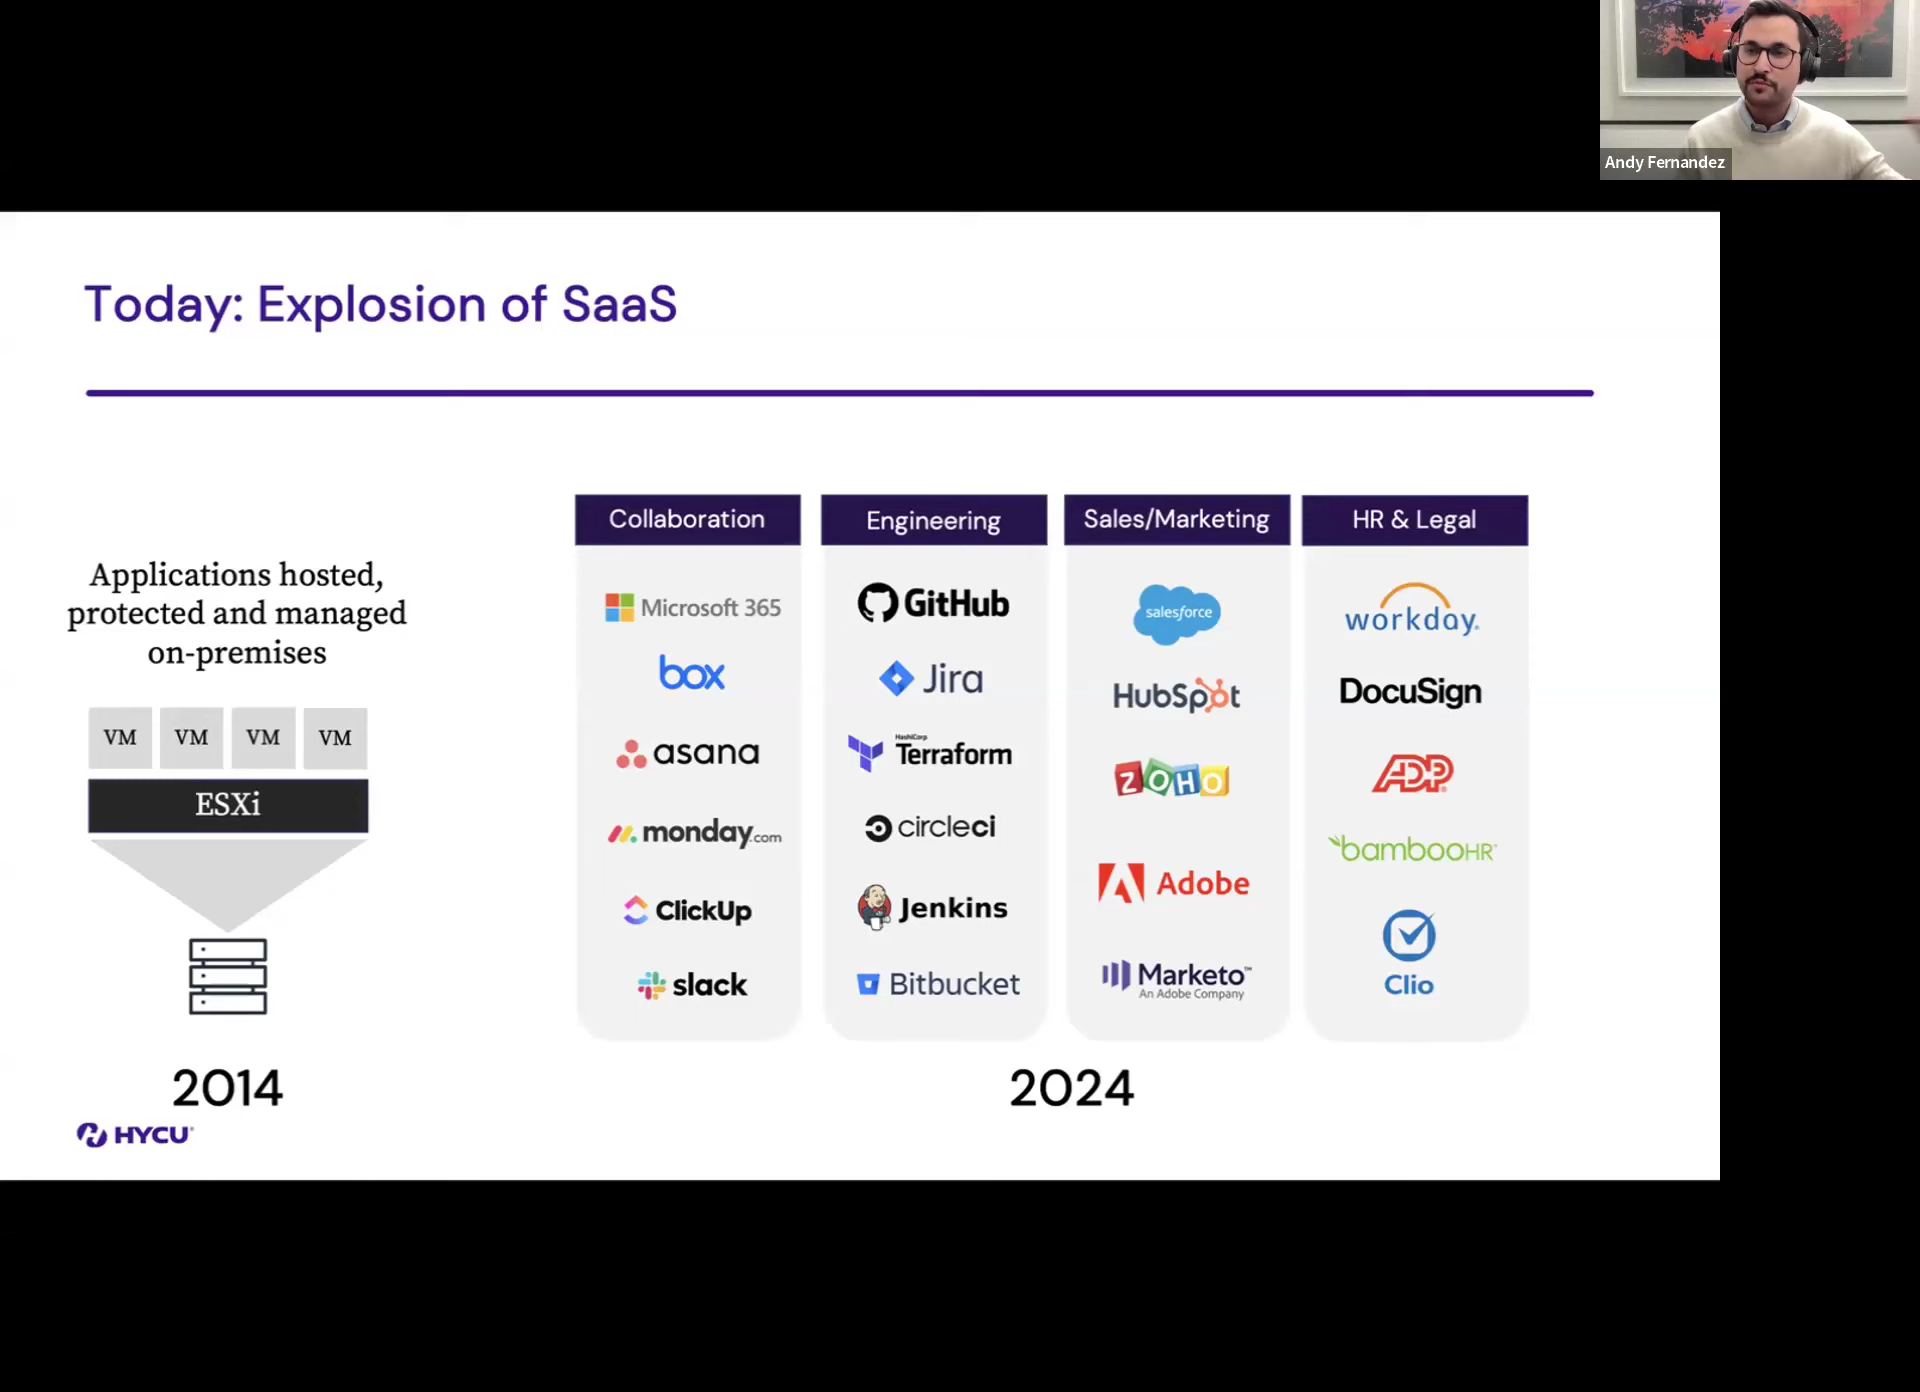 Andy Fernandez
Today: Explosion of SaaS
Applications hosted,
protected and managed
on-premises
VM VM VM VM
ESXi
2014
Collaboration
Microsoft 365
box
asana
monday.com
ClickUp
slack
Engineering
GitHub
Jira
HashiCorp
Terraform
circleci
Jenkins
Bitbucket
Sales/Marketing
salesforce
HubSpot
ZOHO
Adobe
Marketo™
An Adobe Company
HR & Legal
workday.
DocuSign
ADP
bambooHR
Clio
2024
HYCU